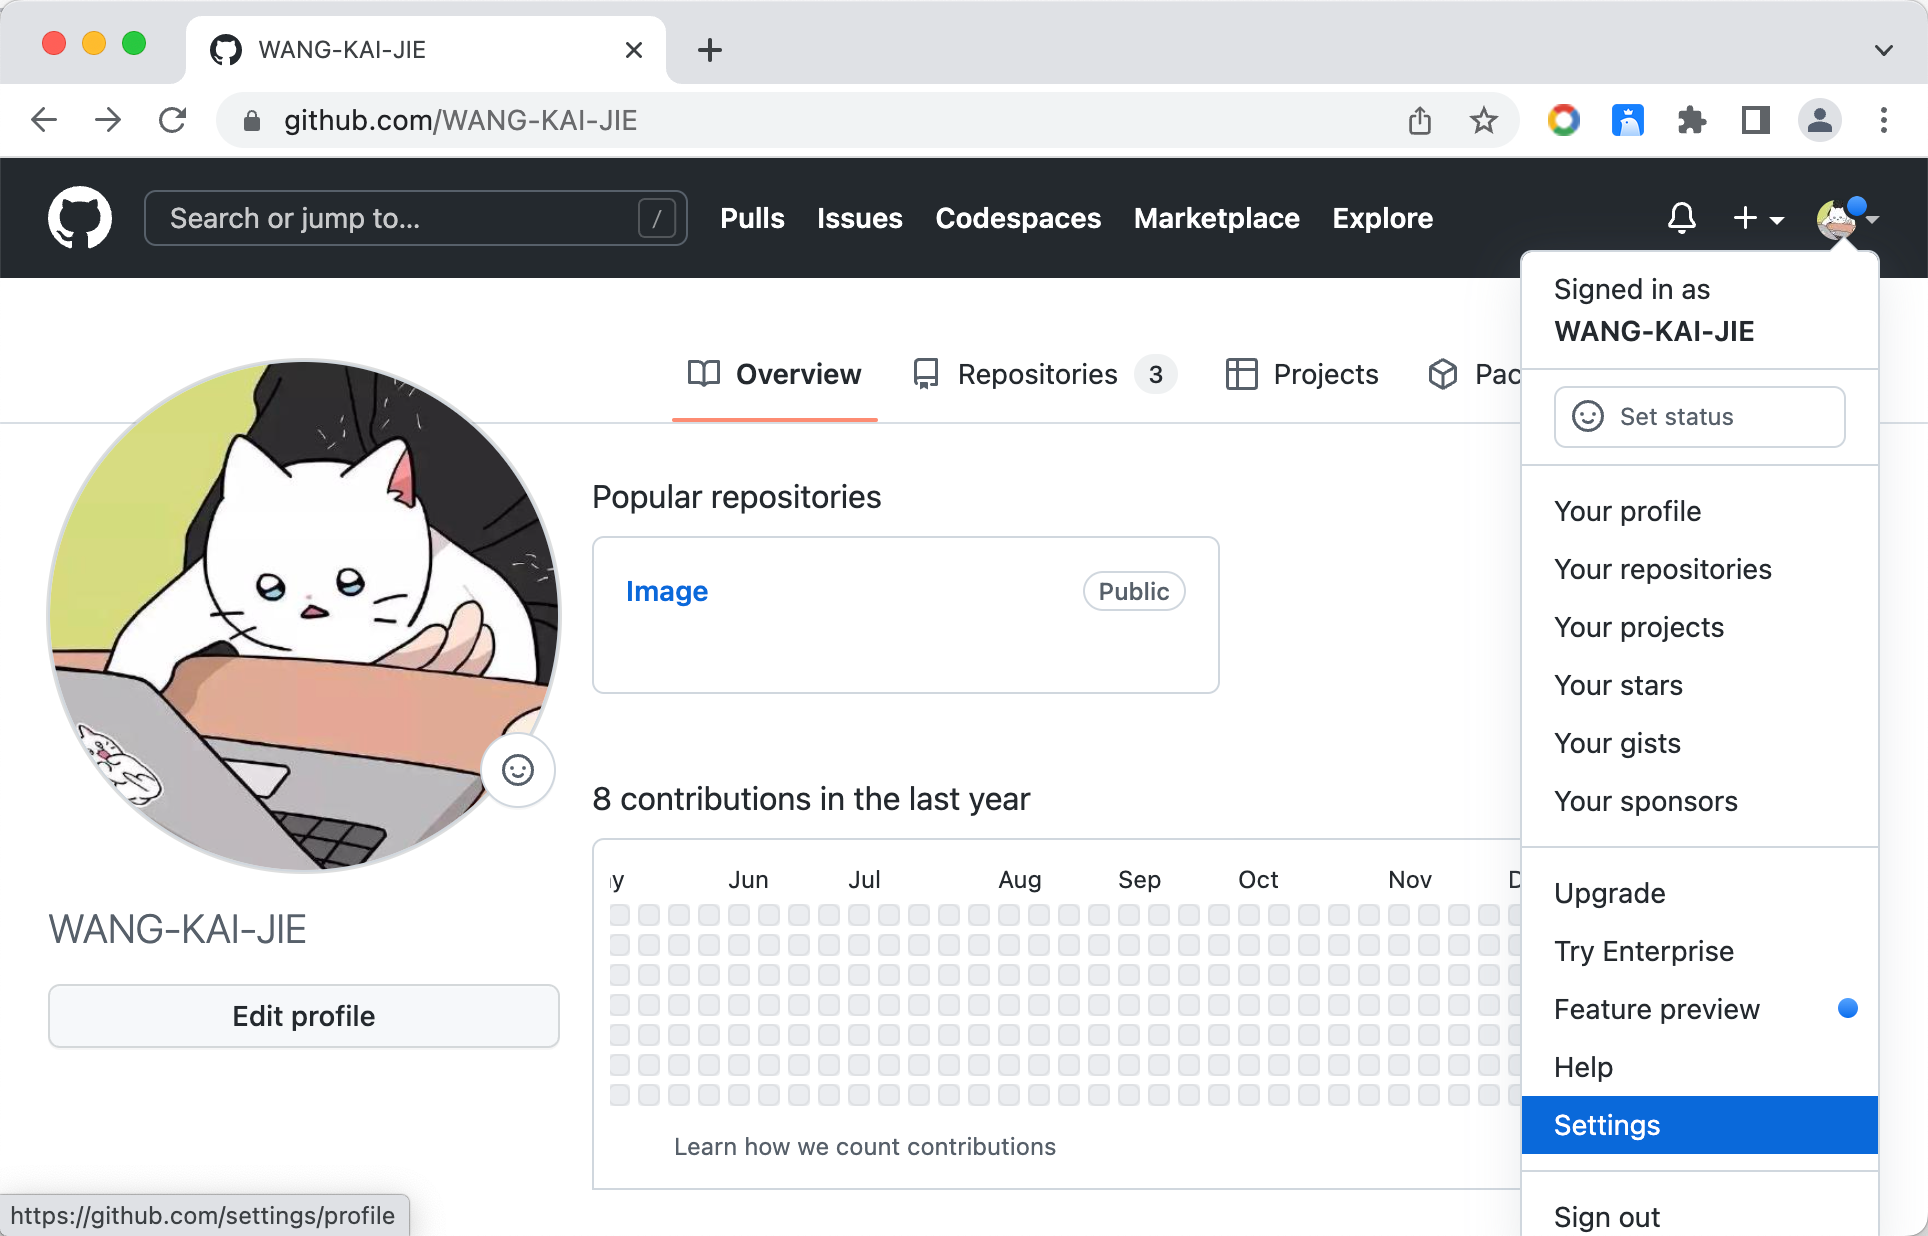 WANG-KAI-JIE
github.com/WANG-KAI-JIE
Search or jump to... /
Pulls Issues Codespaces Marketplace Explore
Signed in as
WANG-KAI-JIE
Overview Repositories 3 Projects Pac
Set status
Popular repositories
Image Public
Your profile
Your repositories
Your projects
Your stars
Your gists
Your sponsors
8 contributions in the last year
y Jun Jul Aug Sep Oct Nov D
Upgrade
Try Enterprise
Feature preview
Help
Settings
Sign out
WANG-KAI-JIE
Edit profile
Learn how we count contributions
https://github.com/settings/profile